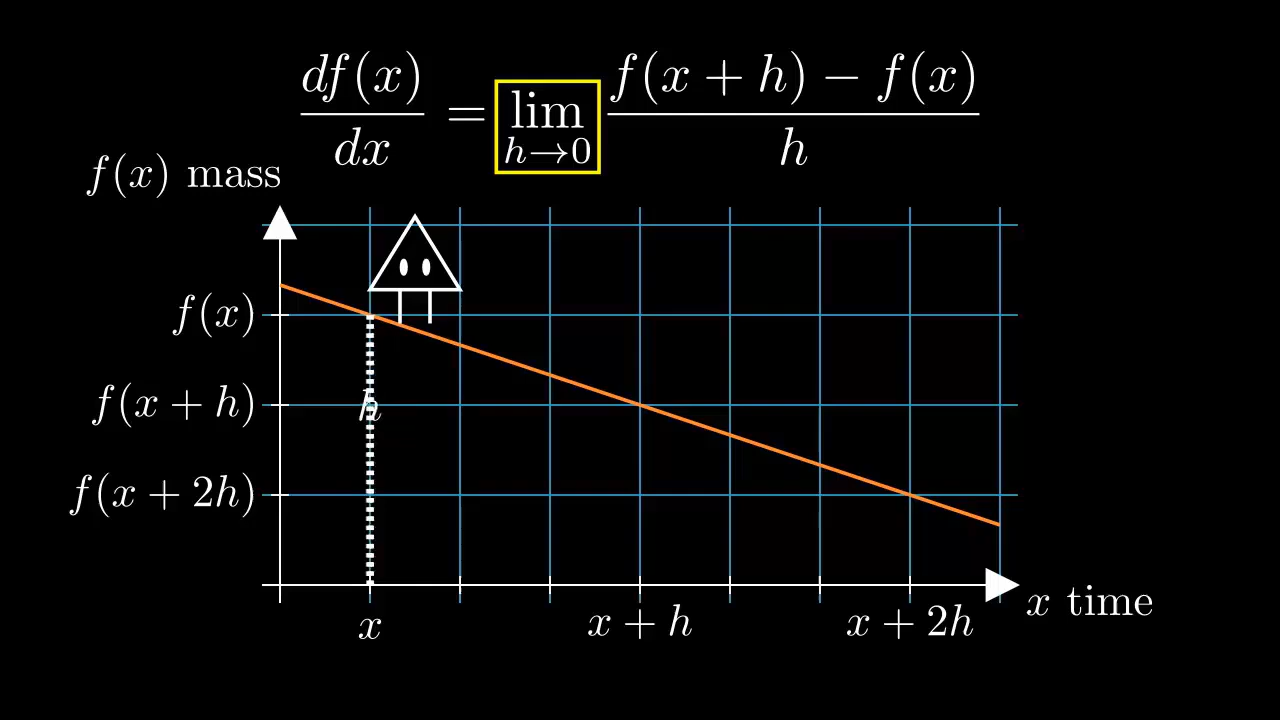 df(x)/dx = lim h→0 f(x + h) − f(x)/h
f(x) mass
f(x)
f(x + h)
h
f(x + 2h)
x time
x
x + h
x + 2h